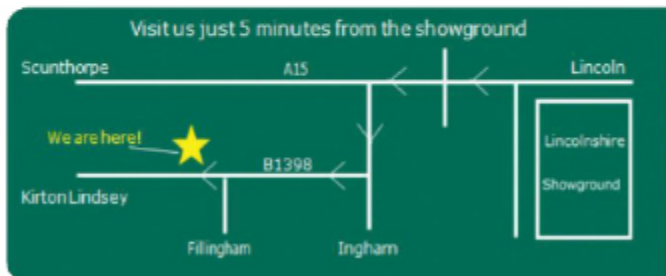 Visit us just 5 minutes from the showground
Scunthorpe
A15
Lincoln
We are here!
B1398
Lincolnshire
Showground
Kirton Lindsey
Fillingham
Ingham